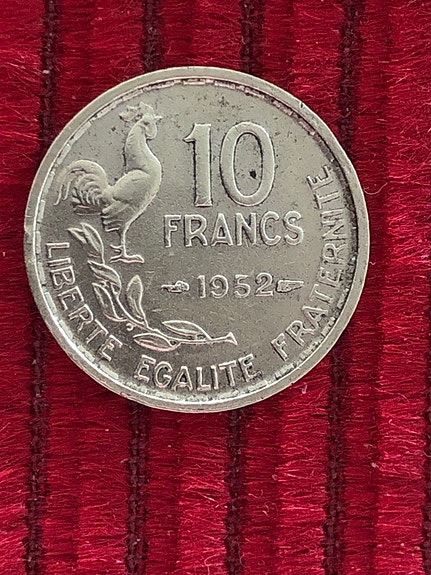 10
FRANCS
1952
LIBERTE EGALITE FRATERNITE